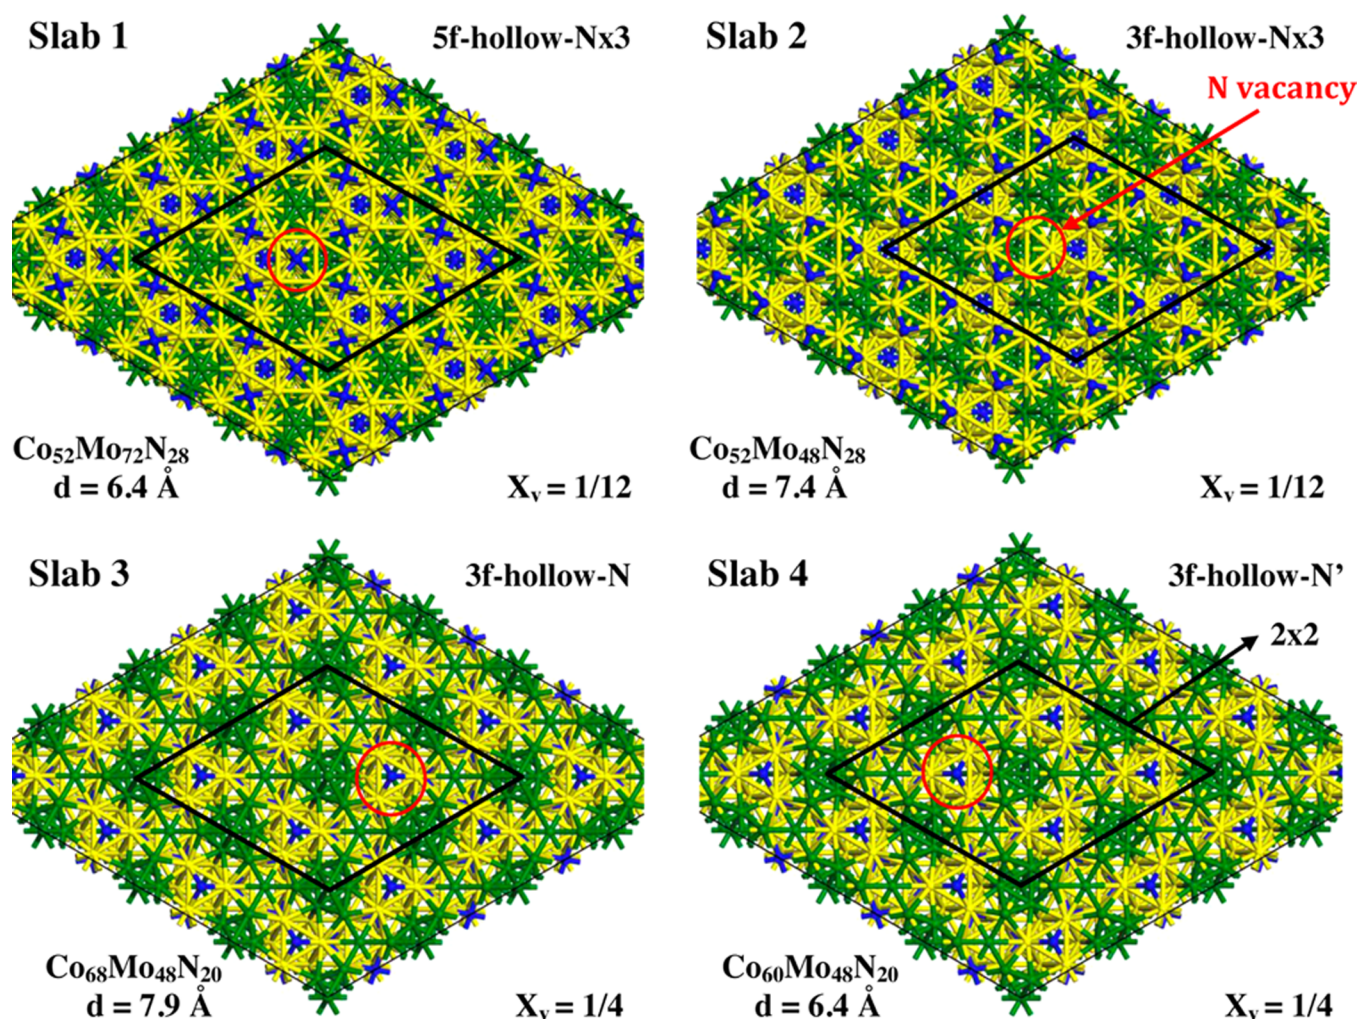 Slab 1
5f-hollow-Nx3
Slab 2
3f-hollow-Nx3
N vacancy
Co₅₂Mo₇₂N₂₈
d = 6.4 Å
Xᵥ = 1/12
Co₅₂Mo₄₈N₂₈
d = 7.4 Å
Xᵥ = 1/12
Slab 3
3f-hollow-N
Slab 4
3f-hollow-N’
2x2
Co₆₈Mo₄₈N₂₀
d = 7.9 Å
Xᵥ = 1/4
Co₆₀Mo₄₈N₂₀
d = 6.4 Å
Xᵥ = 1/4